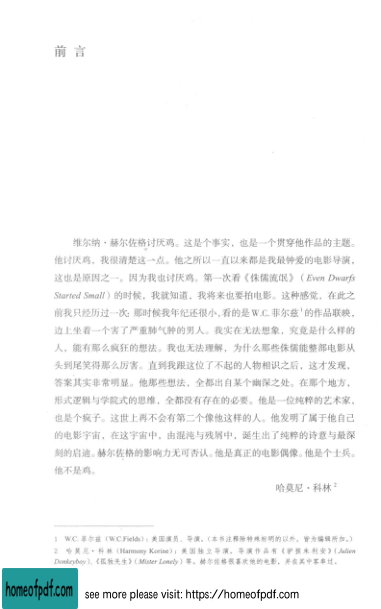 前 言
维尔纳·赫尔佐格讨厌鸡。这是个事实，也是一个贯穿他作品的主题。
他讨厌鸡，我很清楚这一点。他之所以一直以来都是我最钟爱的电影导演，
这也是原因之一。因为我也讨厌鸡。第一次看《侏儒流氓》（Even Dwarfs
Started Small）的时候，我就知道，我将来也要拍电影。这种感觉，在此之
前我只经历过一次：那时候我年纪还很小，看的是 W.C. 菲尔兹1的作品联映，
边上坐着一个害了严重肺气肿的男人。我实在无法想象，究竟是什么样的
人，能有那么疯狂的想法。我也无法理解，为什么那些侏儒能整部电影从
头到尾笑得那么厉害。直到我跟这位了不起的人物相识之后，这才发现，
答案其实非常明显。他那些想法，全都出自某个幽深之处。在那个地方，
形式逻辑与学院式的思维，全都没有存在的必要。他是一位纯粹的艺术家，
也是个疯子。这世上再不会有第二个像他这样的人。他发明了属于他自己
的电影宇宙，在这宇宙中，由混沌与残屑中，诞生出了纯粹的诗意与最深
刻的启迪。赫尔佐格的影响力无可否认。他是真正的电影偶像。他是个士兵。
他不是鸡。
哈莫尼·科林2
1 W.C. 菲尔兹（W.C.Fields）：美国演员、导演。（本书注释除特殊标明的以外，皆为编辑所加。）
2 哈莫尼·科林（Harmony Korine）：美国独立导演，导演作品有《驴孩朱利安》（Julien
Donkeyboy）、《孤独先生》（Mister Lonely）等。赫尔佐格很喜欢他的电影，并在其中客串过。
homeofpdf.com
see more please visit: https://homeofpdf.com